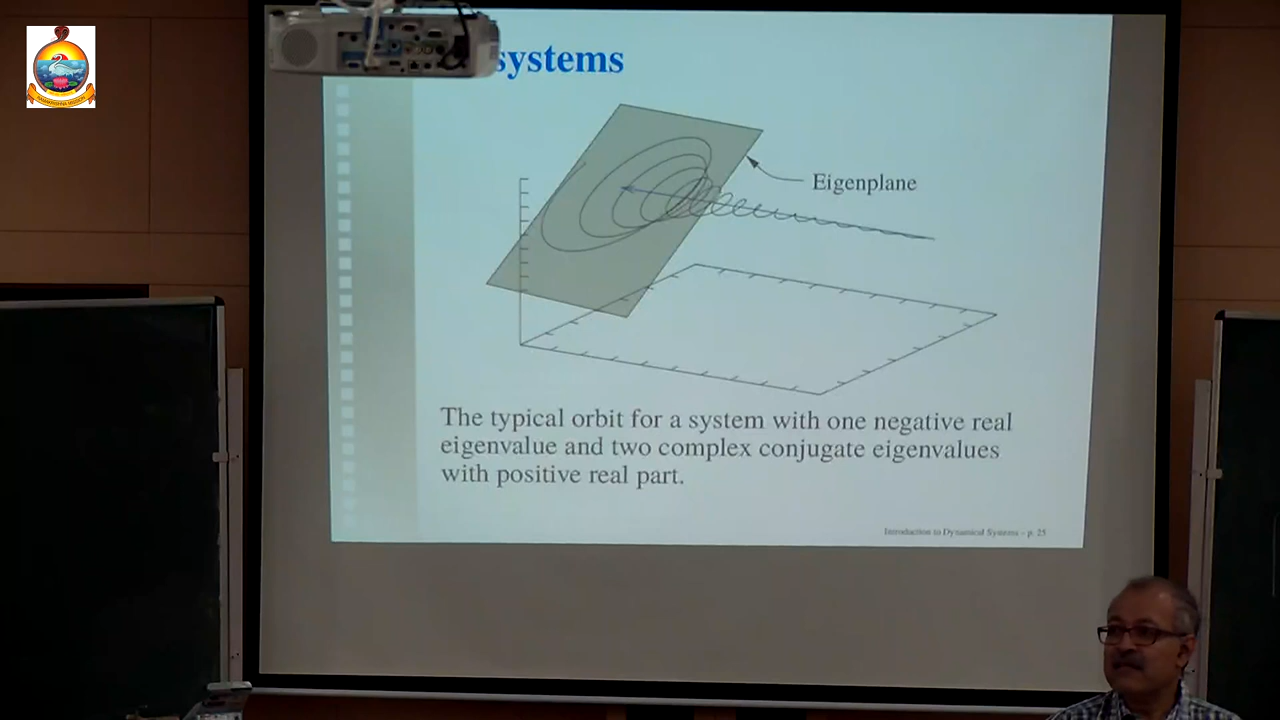 systems
Eigenplane
The typical orbit for a system with one negative real
eigenvalue and two complex conjugate eigenvalues
with positive real part.
Introduction to Dynamical Systems – p. 25